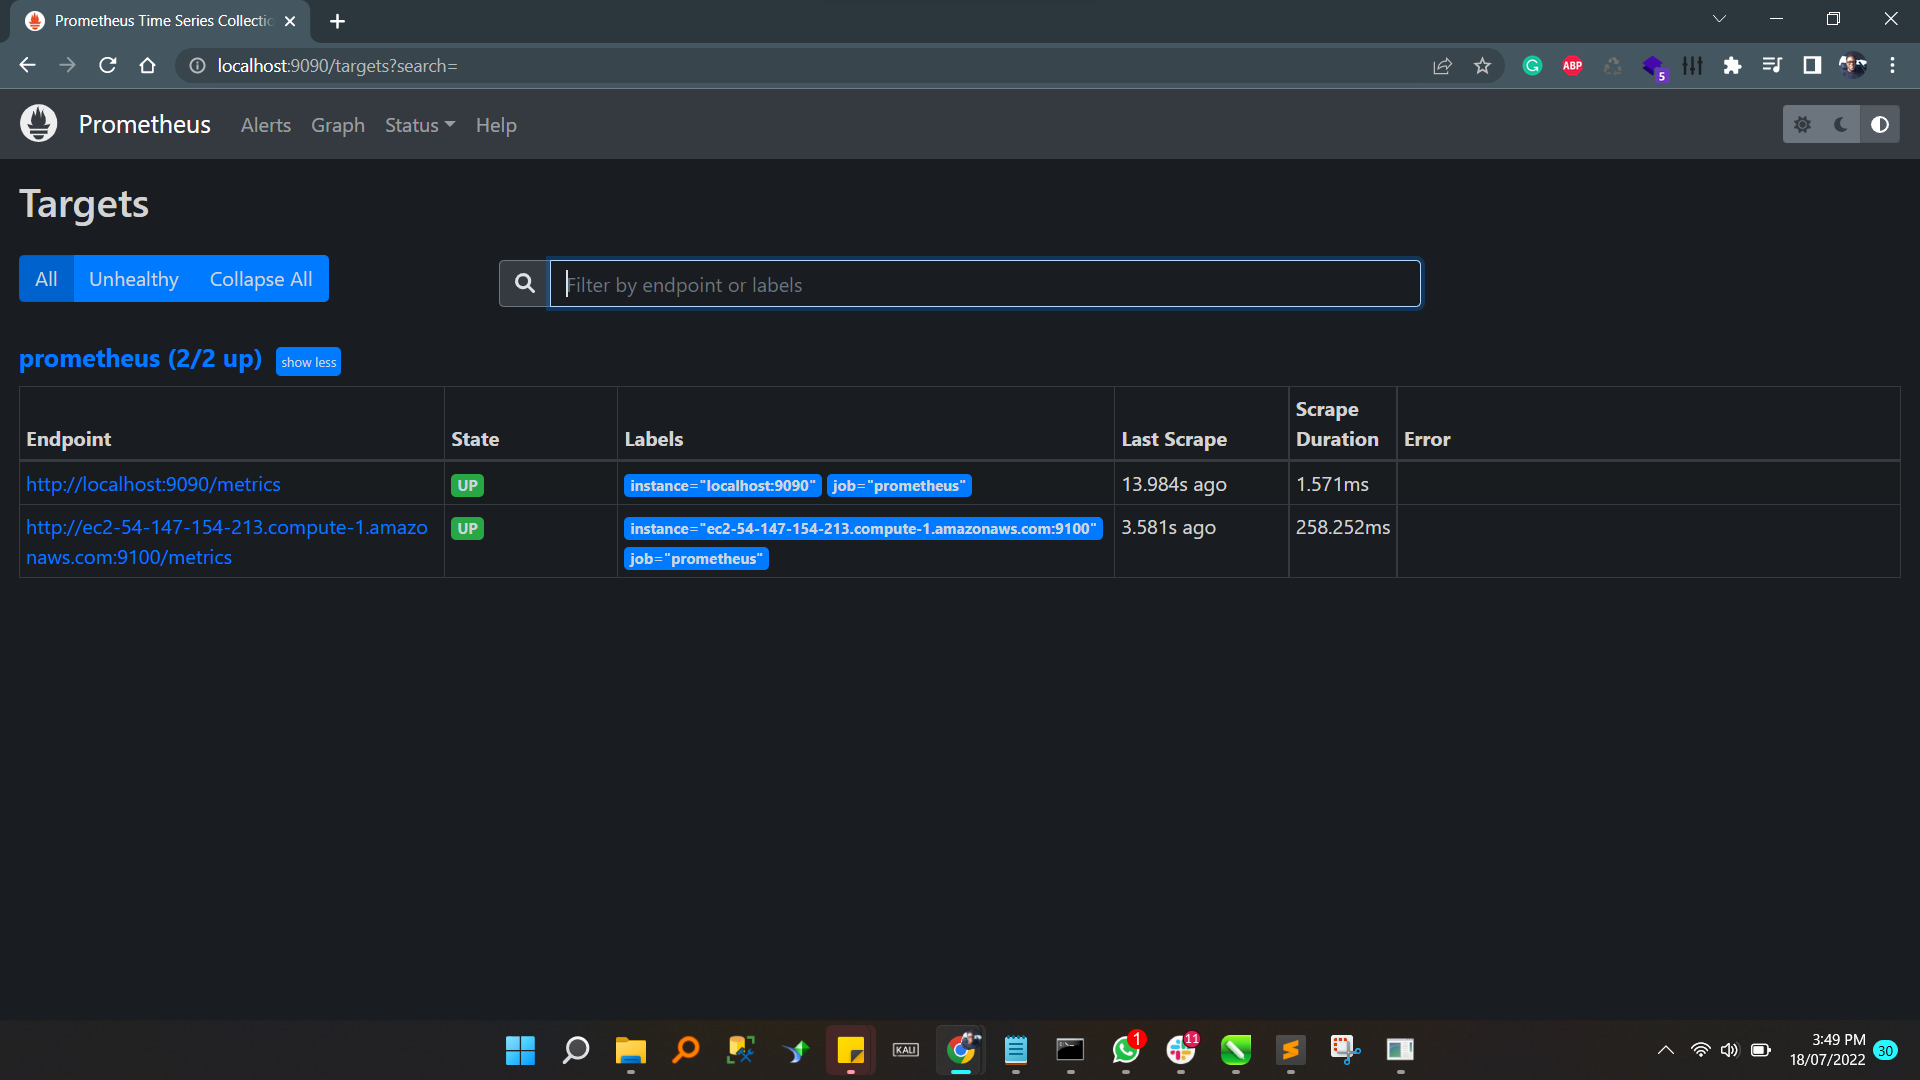 Prometheus Time Series Collectio
localhost:9090/targets?search=
ABP
5
Prometheus
Alerts
Graph
Status
Help
Targets
All
Unhealthy
Collapse All
Filter by endpoint or labels
prometheus (2/2 up)
show less
Endpoint
State
Labels
Last Scrape
Scrape
Duration
Error
http://localhost:9090/metrics
UP
instance="localhost:9090"
job="prometheus"
13.984s ago
1.571ms
http://ec2-54-147-154-213.compute-1.amazo
naws.com:9100/metrics
UP
instance="ec2-54-147-154-213.compute-1.amazonaws.com:9100"
job="prometheus"
3.581s ago
258.252ms
KALI
1
11
3:49 PM
18/07/2022
30